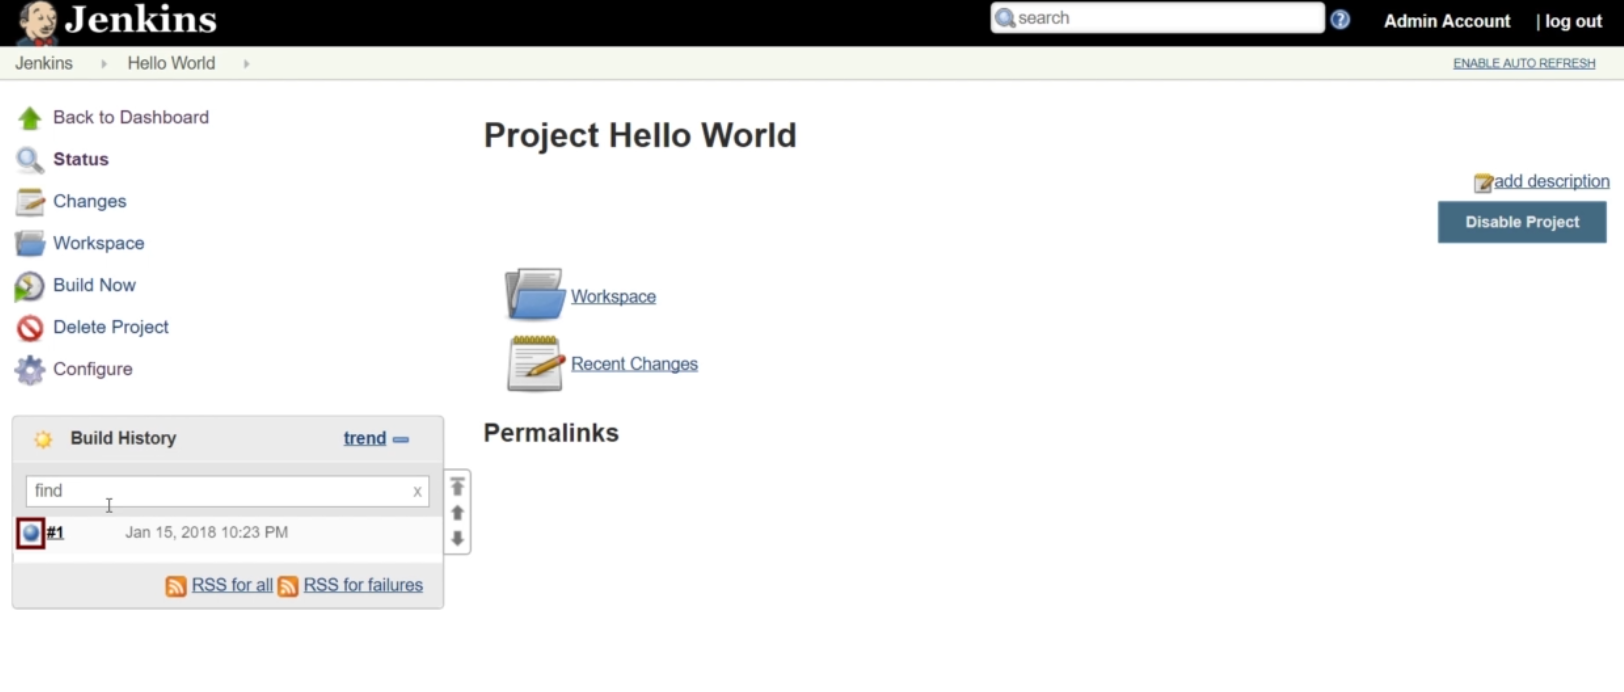 Jenkins
search
Admin Account | log out
Jenkins Hello World
ENABLE AUTO REFRESH
Back to Dashboard
Status
Changes
Workspace
Build Now
Delete Project
Configure
Build History trend
find x
#1 Jan 15, 2018 10:23 PM
RSS for all RSS for failures
Project Hello World
add description
Disable Project
Workspace
Recent Changes
Permalinks